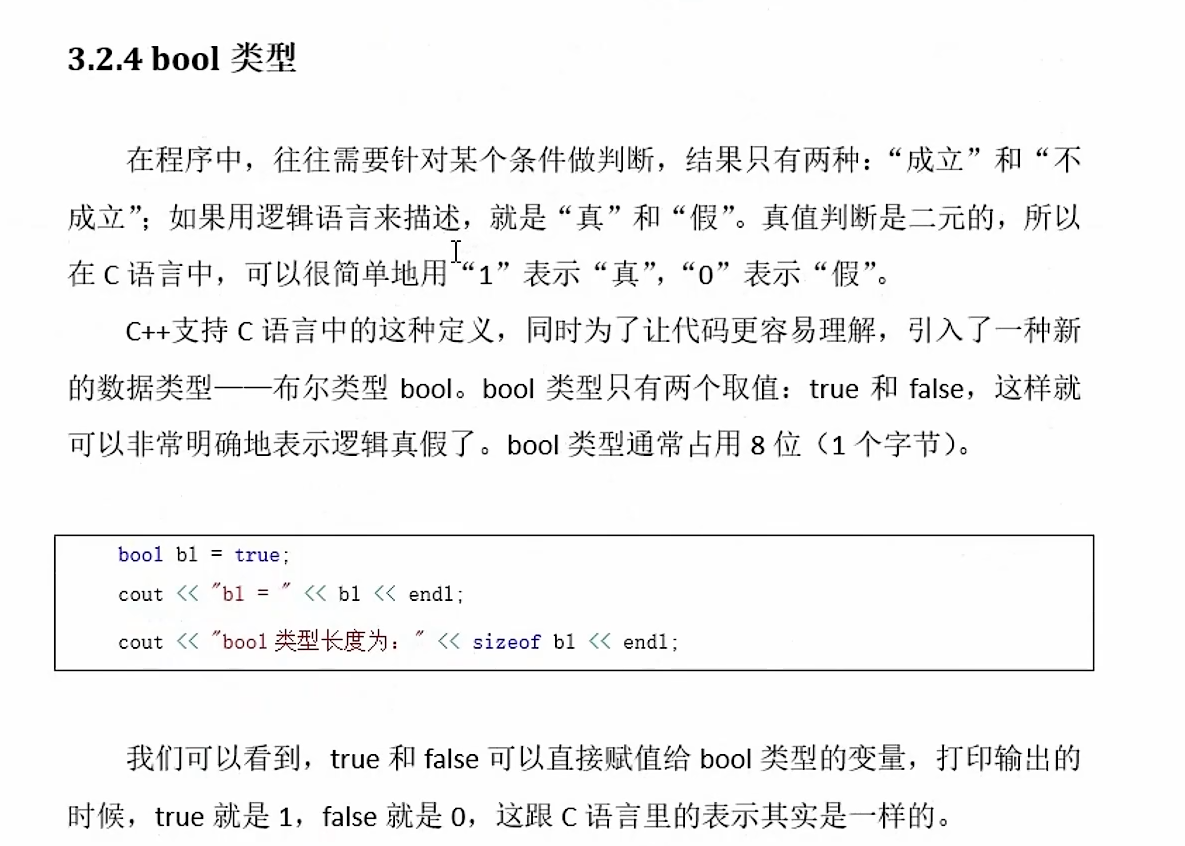 3.2.4 bool 类型
在程序中，往往需要针对某个条件做判断，结果只有两种：“成立”和“不
成立”；如果用逻辑语言来描述，就是“真”和“假”。真值判断是二元的，所以
在 C 语言中，可以很简单地用“1”表示“真”，“0”表示“假”。
C++支持 C 语言中的这种定义，同时为了让代码更容易理解，引入了一种新
的数据类型——布尔类型 bool。bool 类型只有两个取值：true 和 false，这样就
可以非常明确地表示逻辑真假了。bool 类型通常占用 8 位（1 个字节）。
bool b1 = true;
cout << "b1 = " << b1 << endl;
cout << "bool 类型长度为：" << sizeof b1 << endl;
我们可以看到，true 和 false 可以直接赋值给 bool 类型的变量，打印输出的
时候，true 就是 1，false 就是 0，这跟 C 语言里的表示其实是一样的。